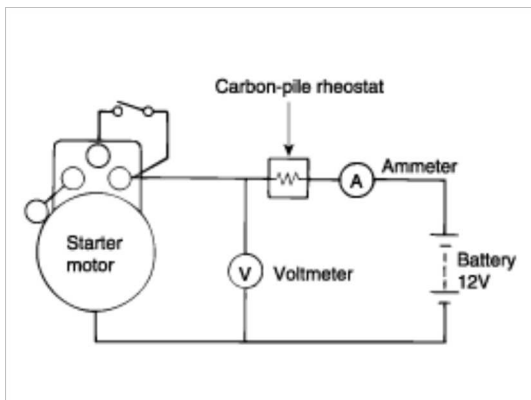 Carbon-pile rheostat
Ammeter
A
Starter
motor
V
Voltmeter
Battery
12V